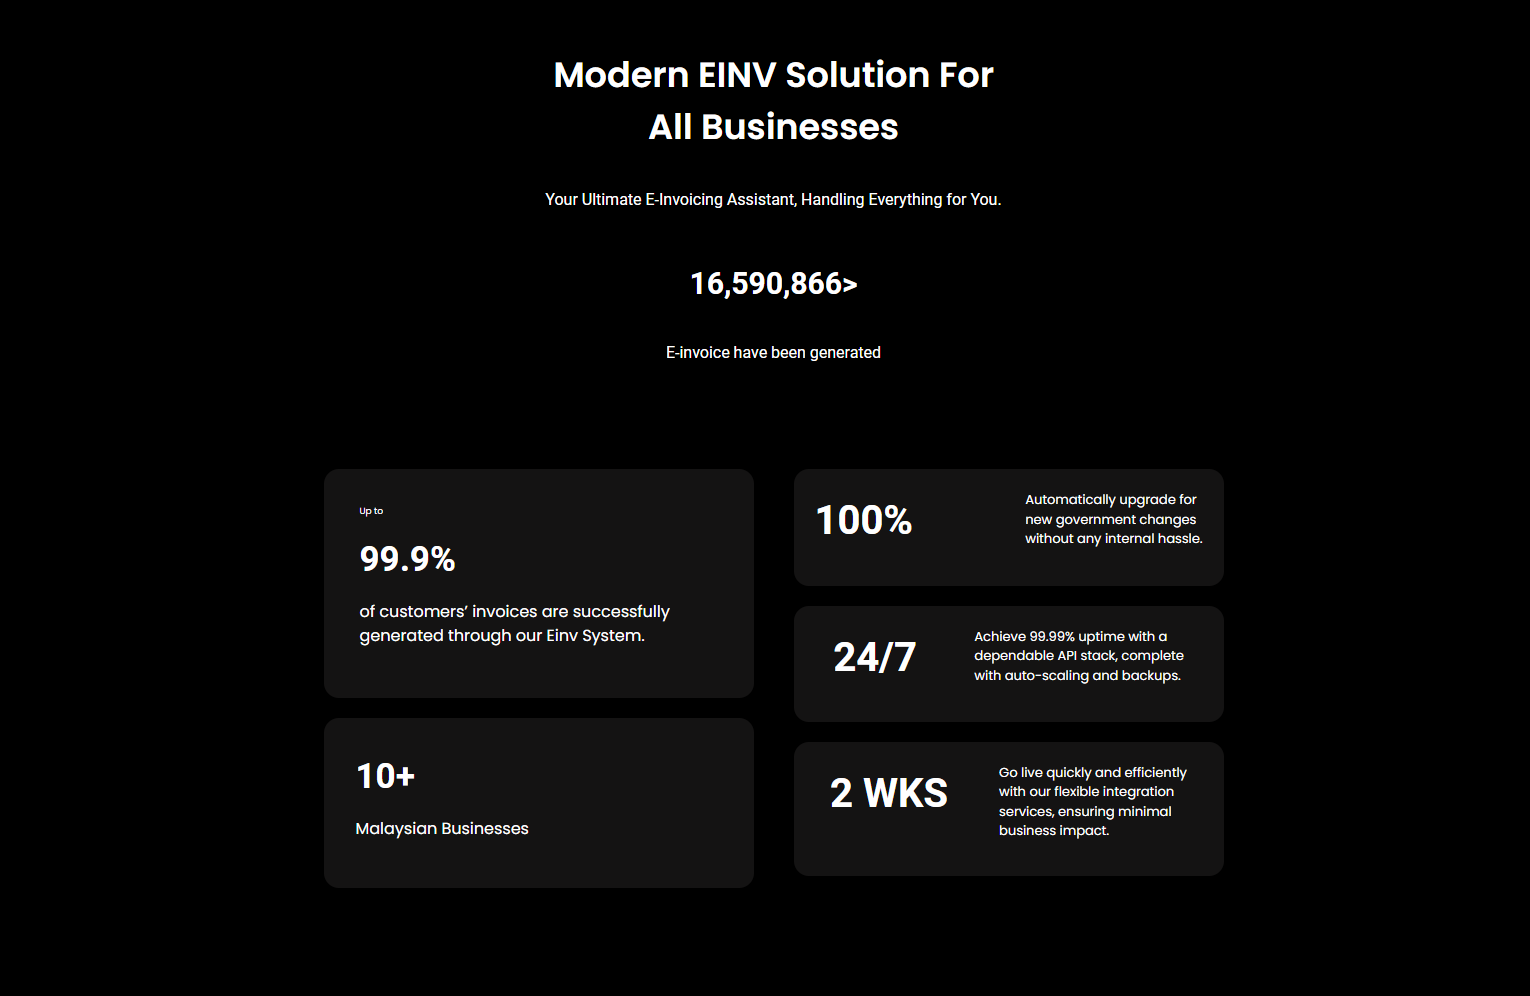 Modern EINV Solution For
All Businesses
Your Ultimate E-Invoicing Assistant, Handling Everything for You.
16,590,866>
E-invoice have been generated
Up to
99.9%
of customers’ invoices are successfully
generated through our Einv System.
10+
Malaysian Businesses
100%
Automatically upgrade for
new government changes
without any internal hassle.
24/7
Achieve 99.99% uptime with a
dependable API stack, complete
with auto-scaling and backups.
2 WKS
Go live quickly and efficiently
with our flexible integration
services, ensuring minimal
business impact.